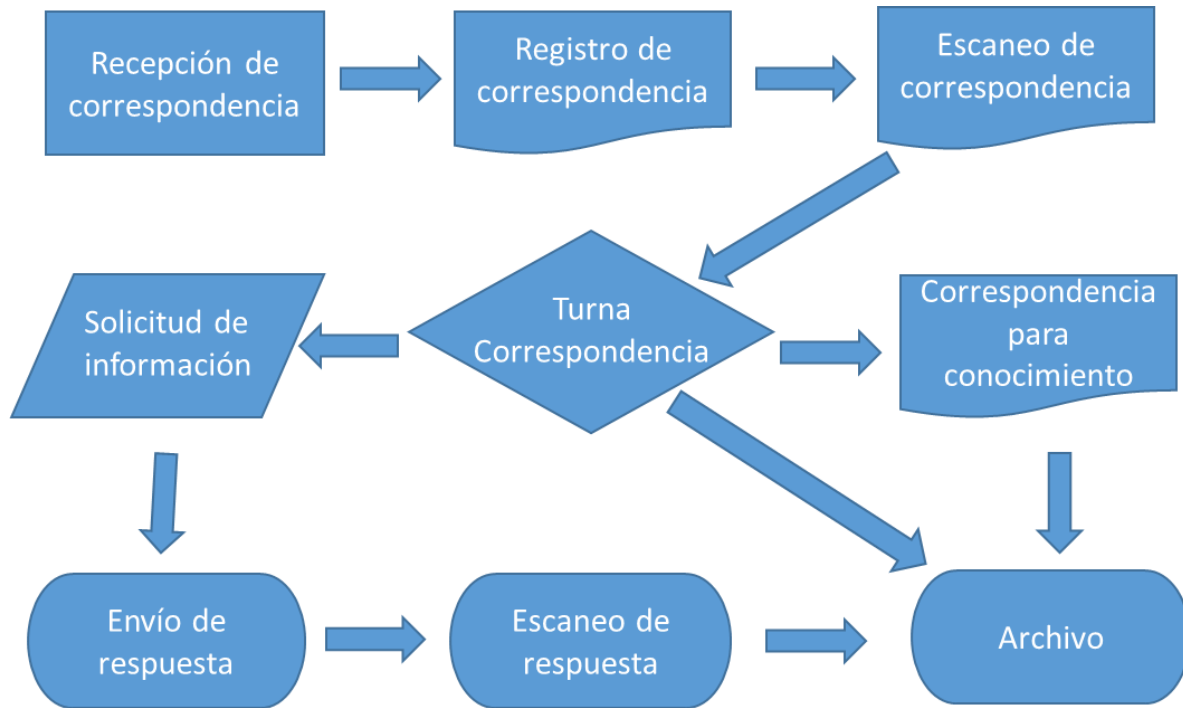 Recepción de
correspondencia
Registro de
correspondencia
Escaneo de
correspondencia
Solicitud de
información
Turna
Correspondencia
Correspondencia
para
conocimiento
Envío de
respuesta
Escaneo de
respuesta
Archivo